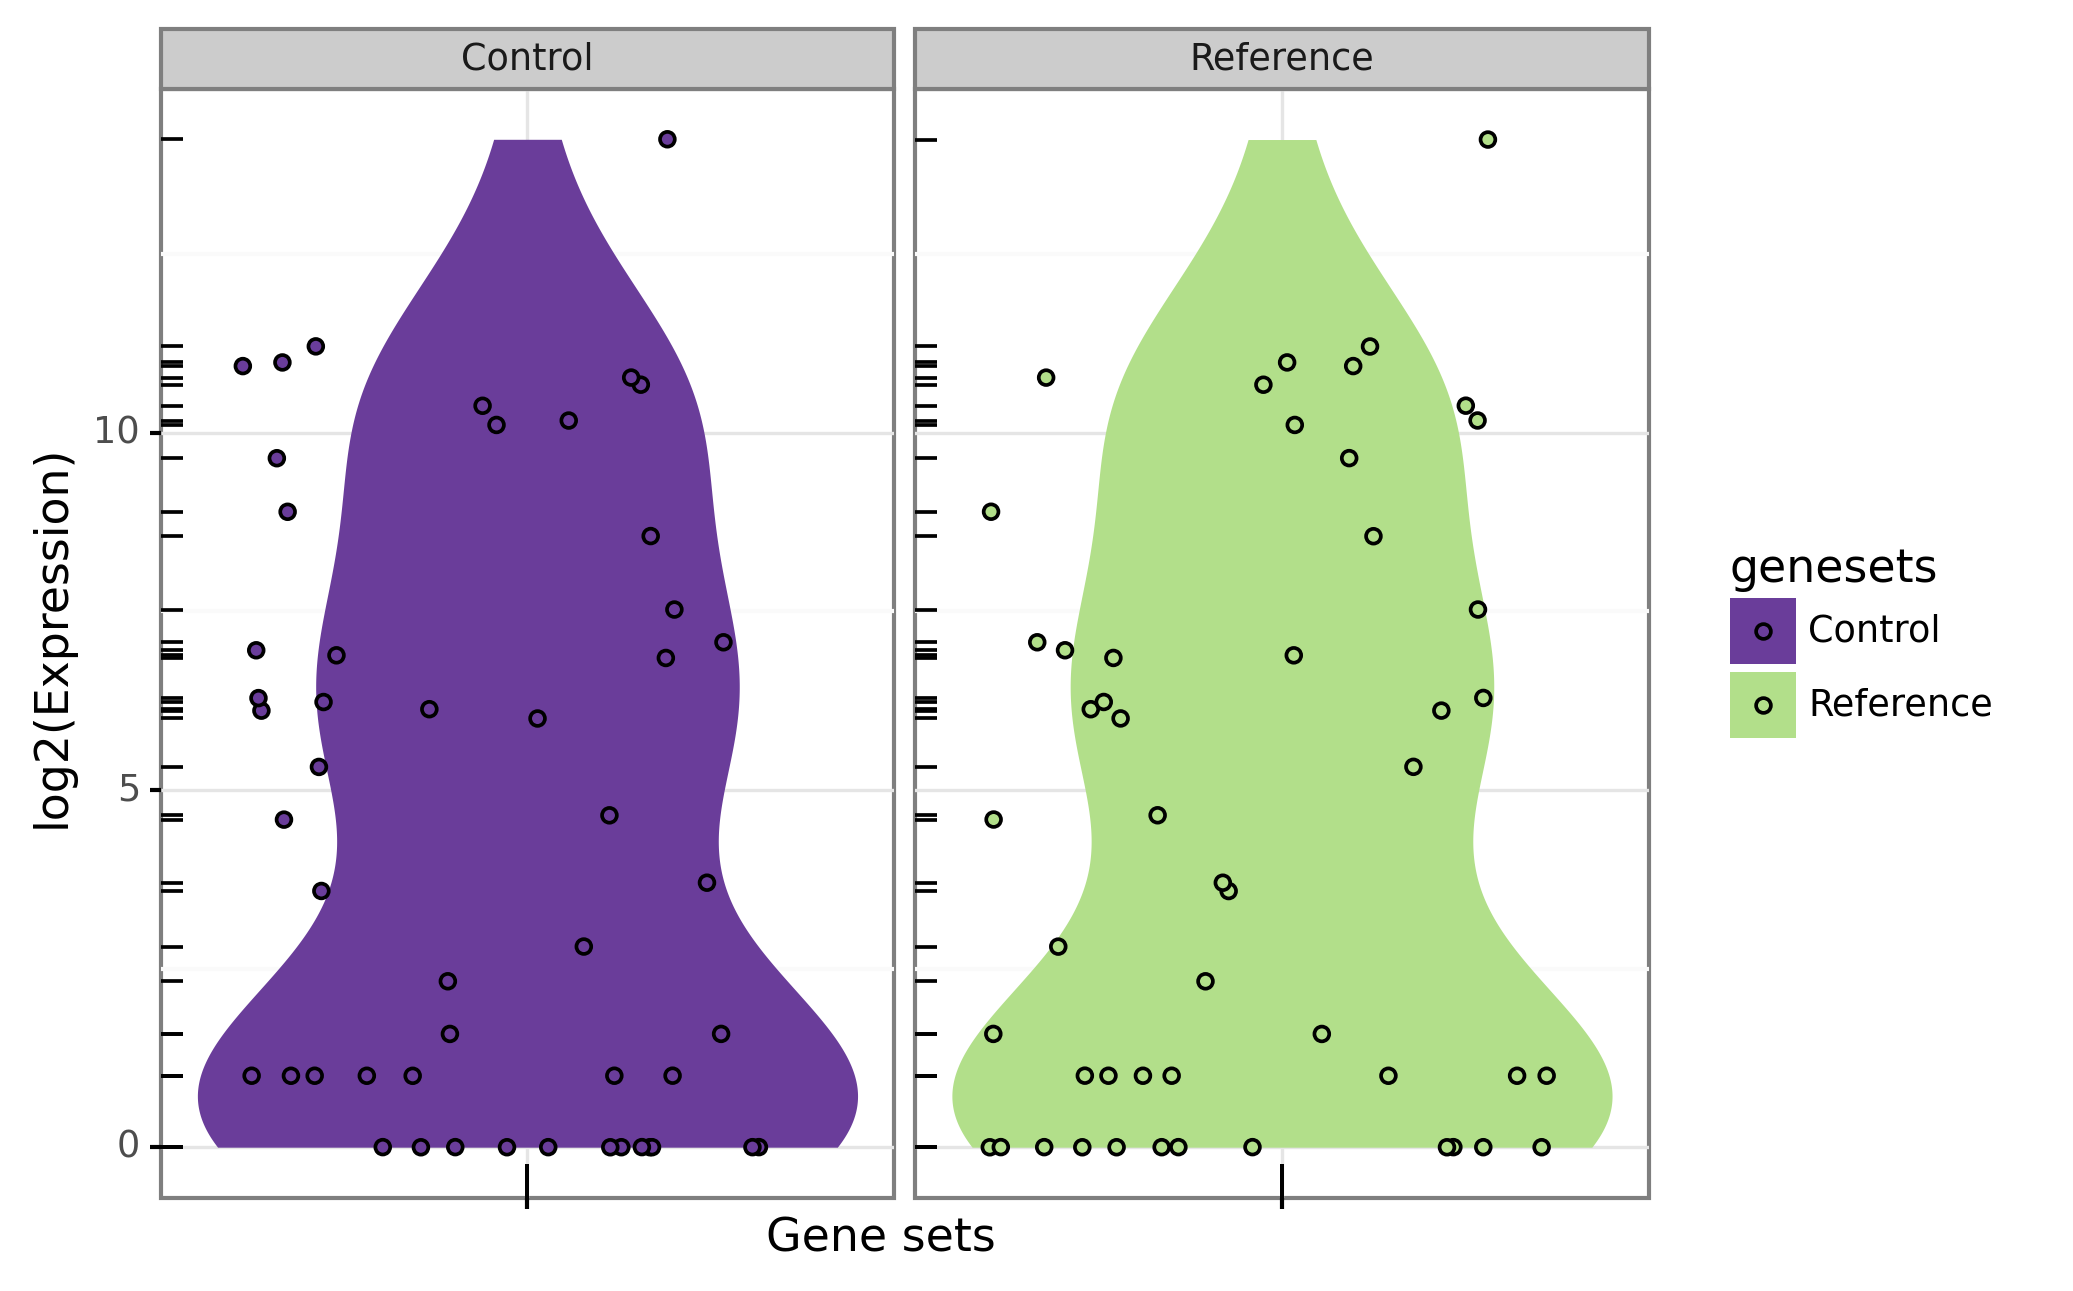 Control
Reference
10
5
0
log2(Expression)
Gene sets
genesets
Control
Reference